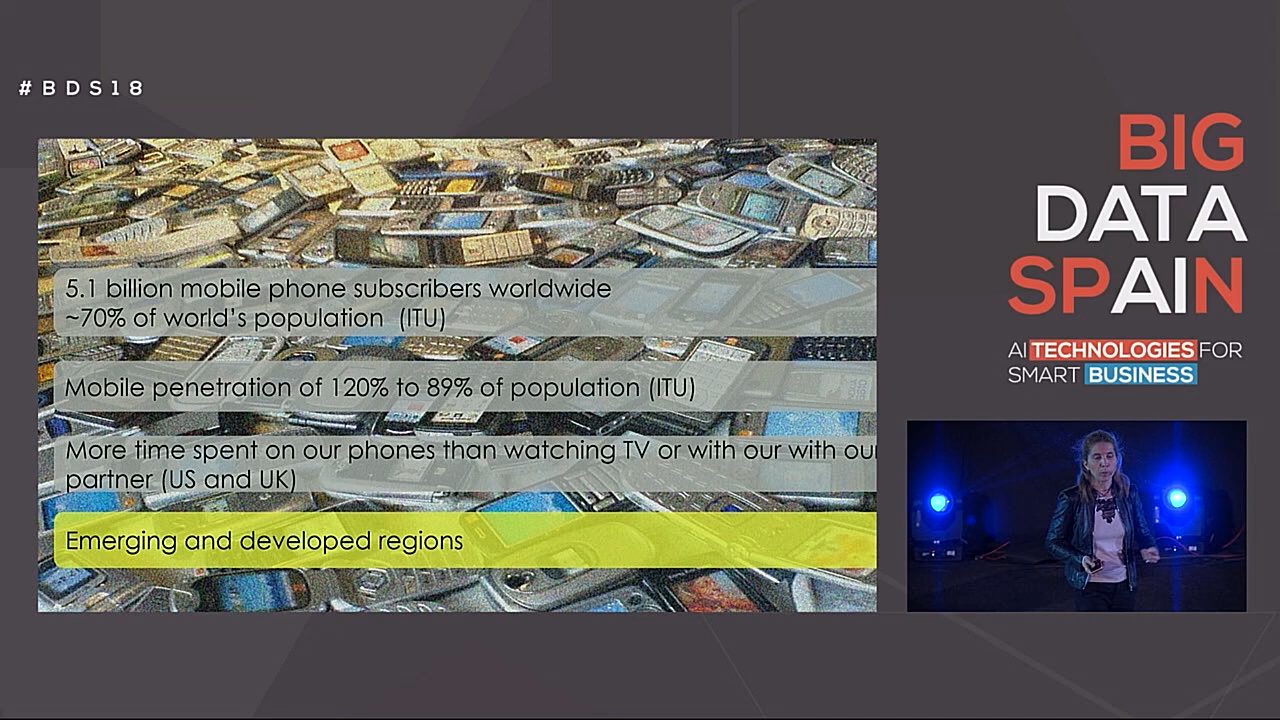 #BDS18
BIG
DATA
SPAIN
AI TECHNOLOGIES FOR
SMART BUSINESS
5.1 billion mobile phone subscribers worldwide
~70% of world's population (ITU)
Mobile penetration of 120% to 89% of population (ITU)
More time spent on our phones than watching TV or with our with our
partner (US and UK)
Emerging and developed regions